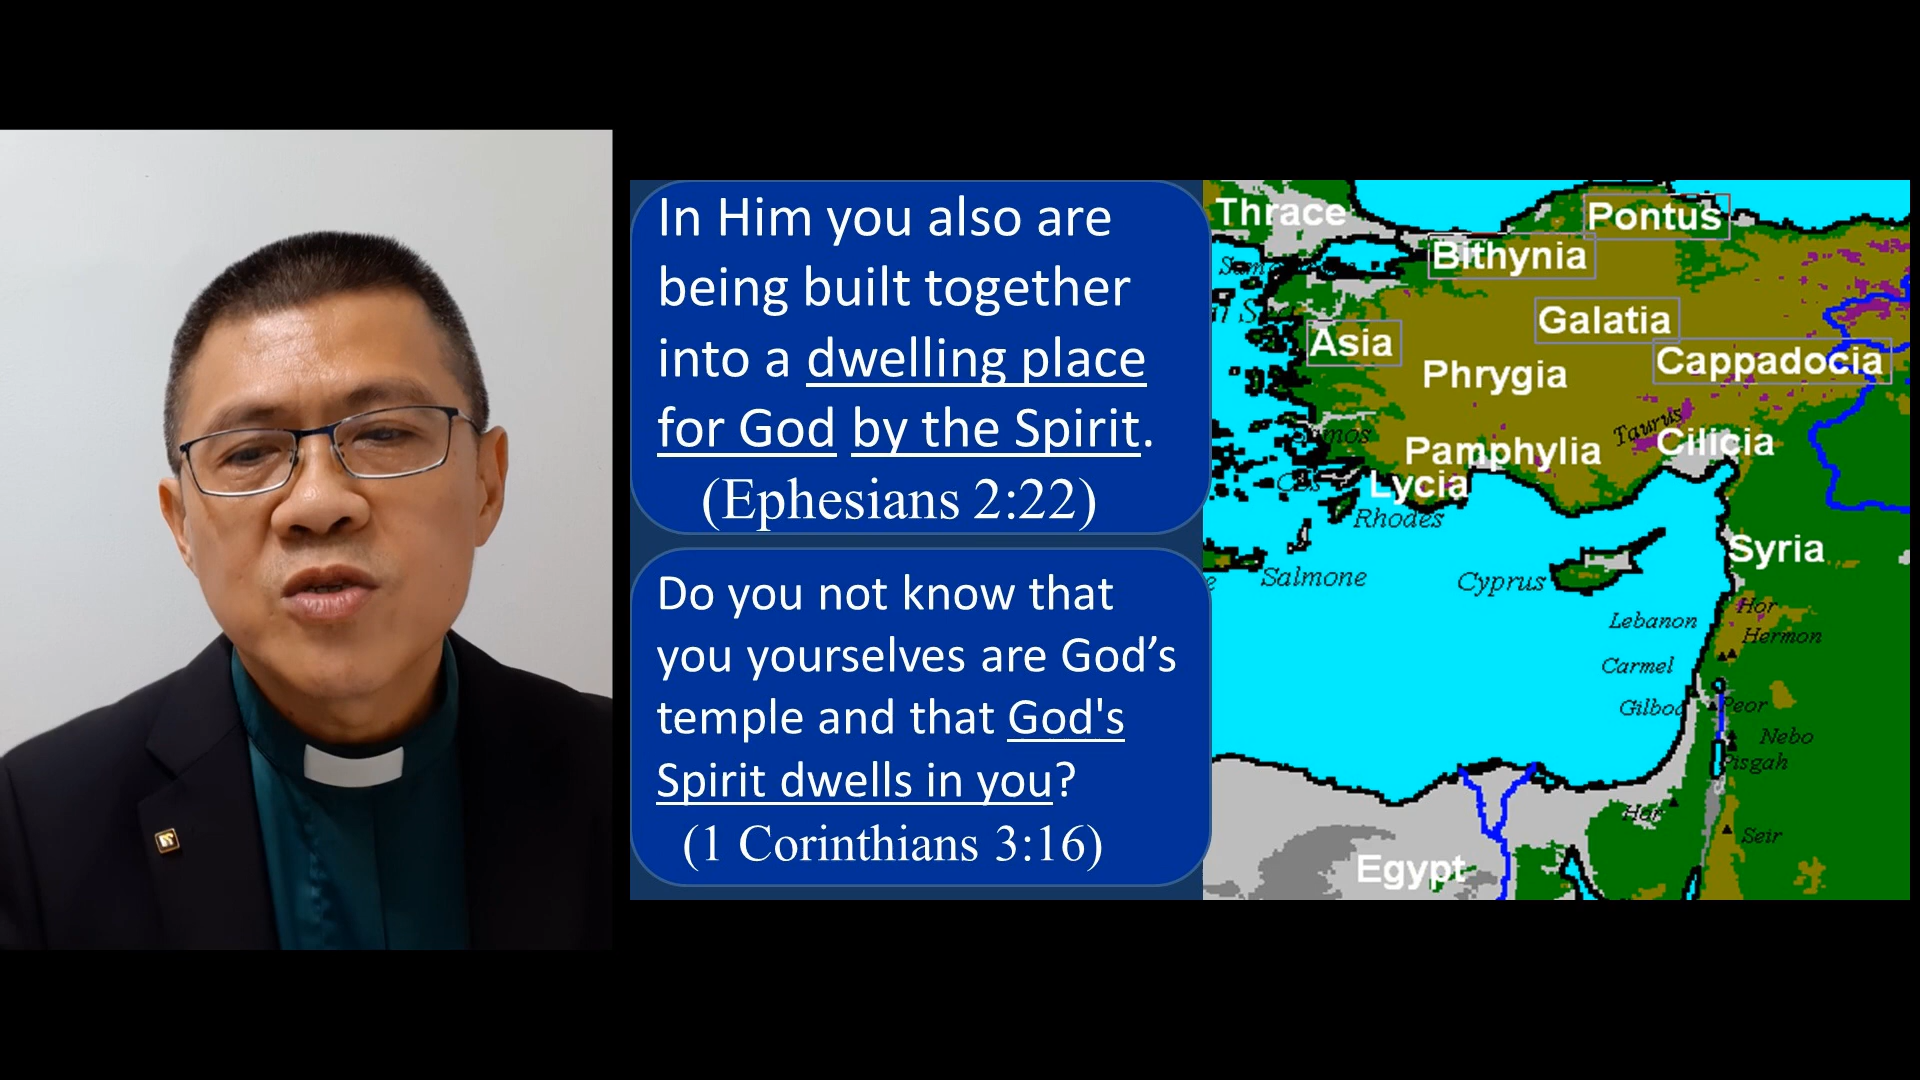 In Him you also are
being built together
into a dwelling place
for God by the Spirit.
(Ephesians 2:22)
Do you not know that
you yourselves are God’s
temple and that God's
Spirit dwells in you?
(1 Corinthians 3:16)
Thrace
Pontus
Bithynia
Galatia
Asia
Cappadocia
Phrygia
Taurus
Cilicia
Pamphylia
Lycia
Rhodes
Syria
Salmone
Cyprus
Hor
Lebanon
Hermon
Carmel
Gilboa
Peor
Nebo
Pisgah
Hor
Seir
Egypt